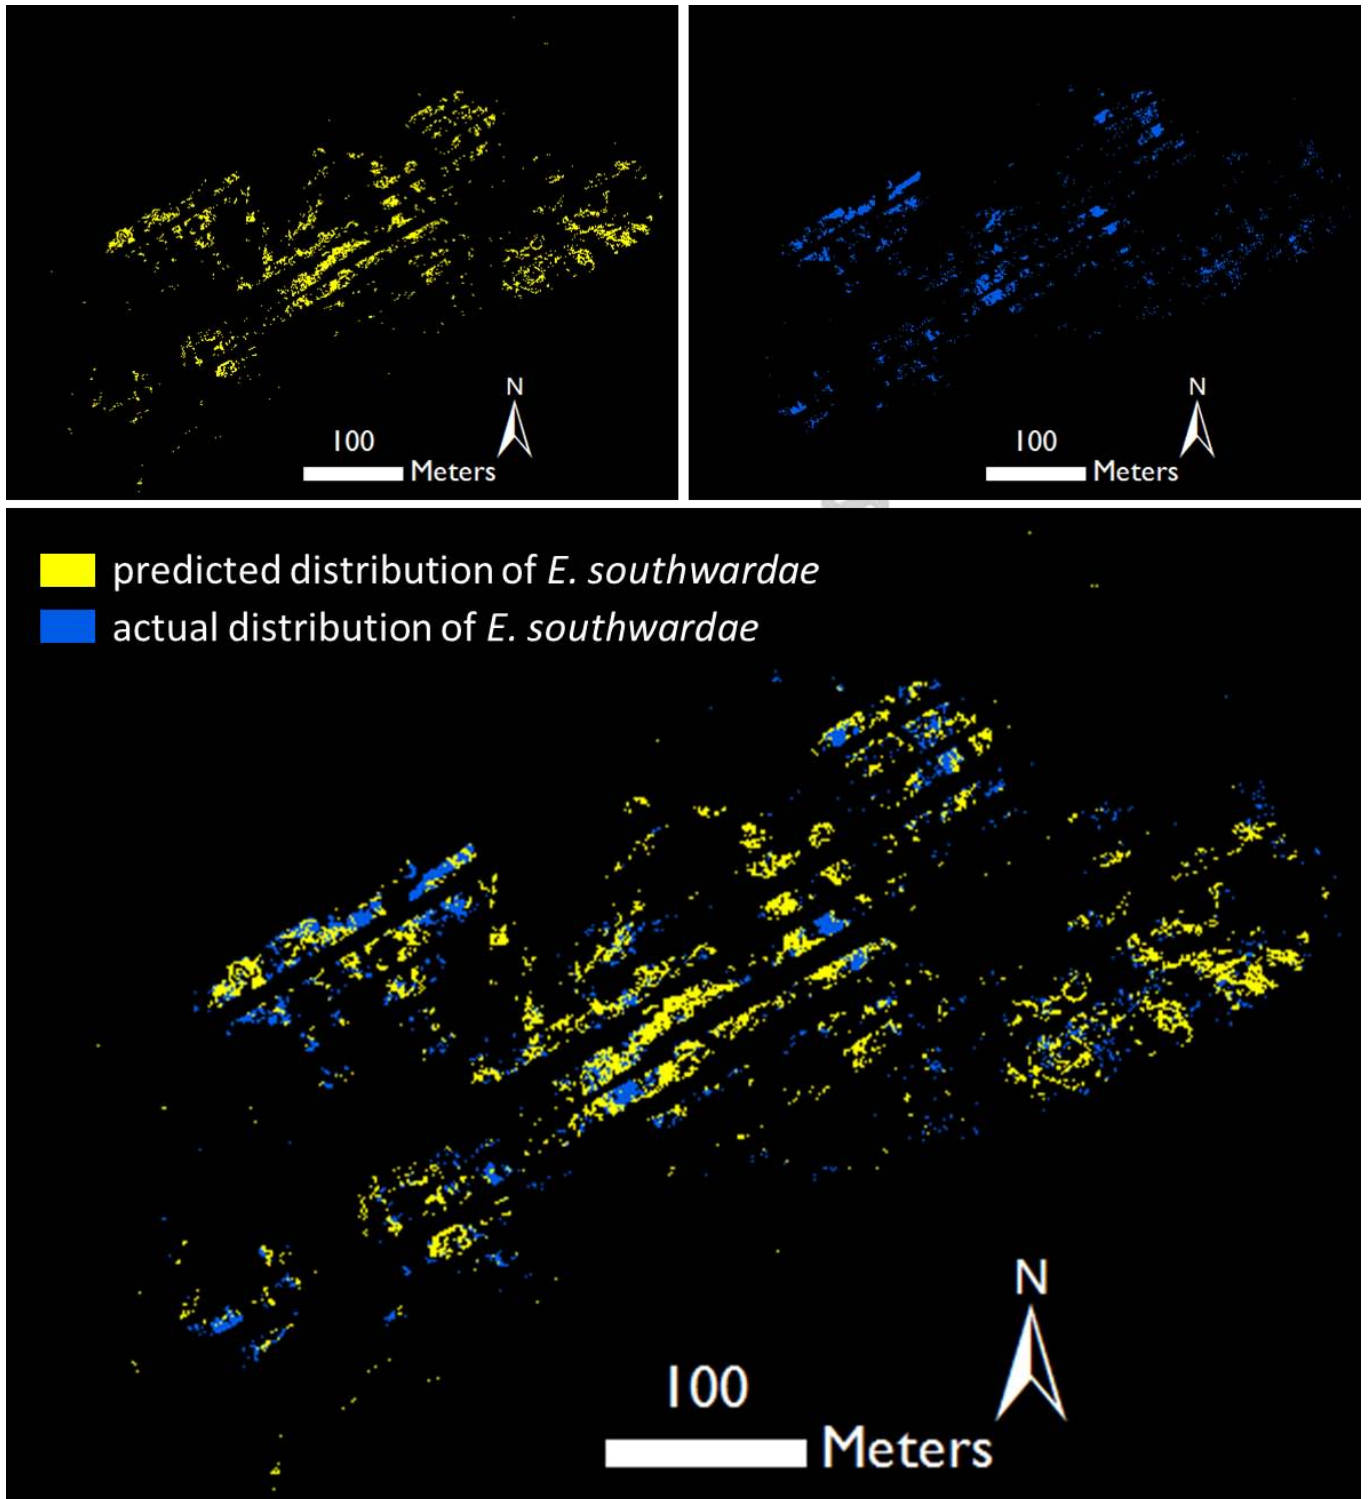 N
100
Meters
N
100
Meters
predicted distribution of E. southwardae
actual distribution of E. southwardae
N
100
Meters